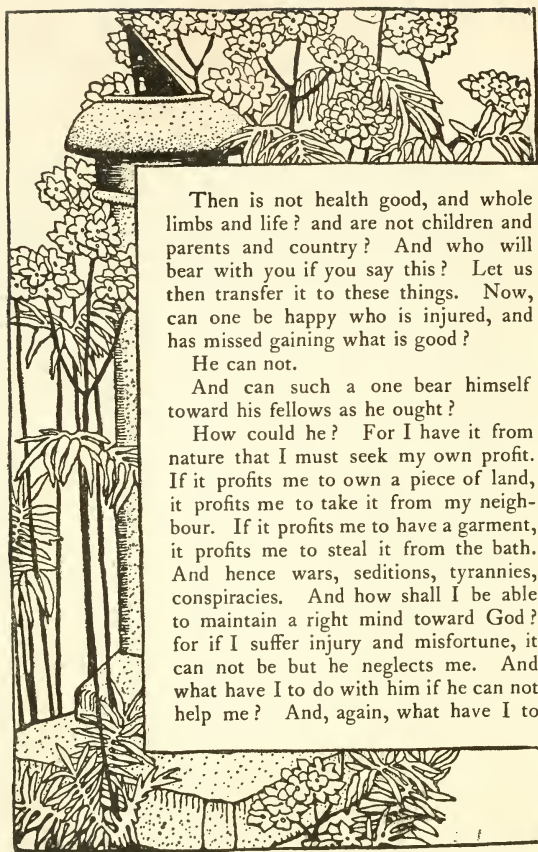 Then is not health good, and whole
limbs and life? and are not children and
parents and country? And who will
bear with you if you say this? Let us
then transfer it to these things. Now,
can one be happy who is injured, and
has missed gaining what is good?
He can not.
And can such a one bear himself
toward his fellows as he ought?
How could he? For I have it from
nature that I must seek my own profit.
If it profits me to own a piece of land,
it profits me to take it from my neigh-
bour. If it profits me to have a garment,
it profits me to steal it from the bath.
And hence wars, seditions, tyrannies,
conspiracies. And how shall I be able
to maintain a right mind toward God?
for if I suffer injury and misfortune, it
can not be but he neglects me. And
what have I to do with him if he can not
help me? And, again, what have I to